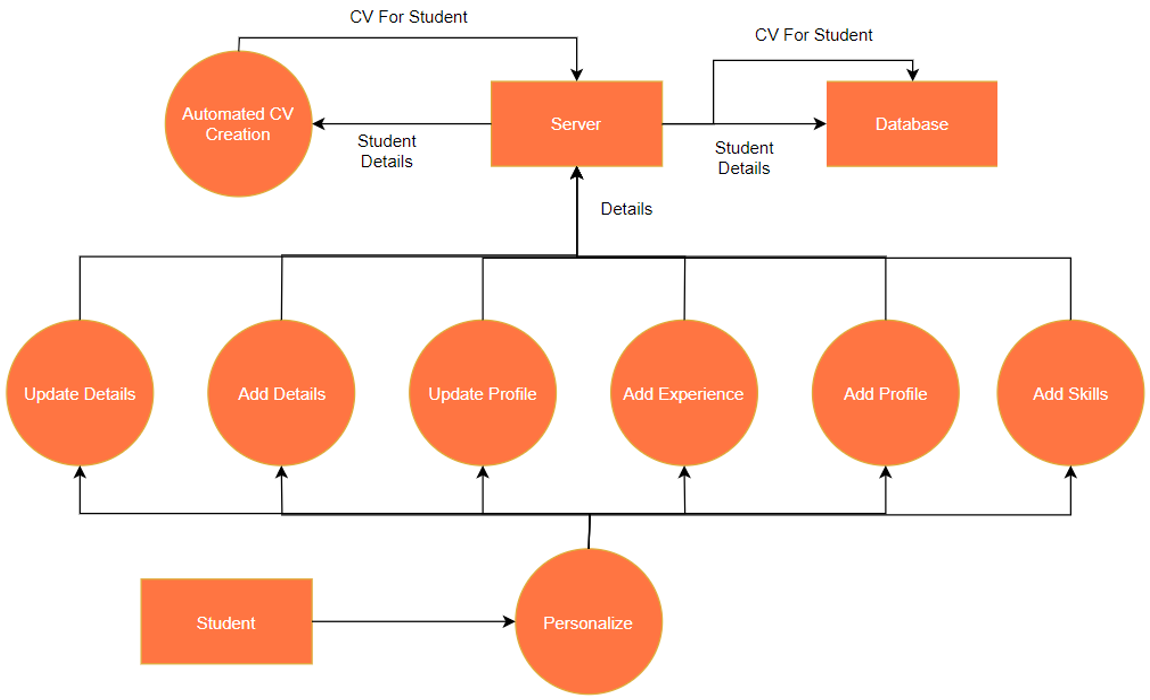 CV For Student
CV For Student
Automated CV
Creation
Server
Database
Student
Details
Student
Details
Details
Update Details
Add Details
Update Profile
Add Experience
Add Profile
Add Skills
Student
Personalize